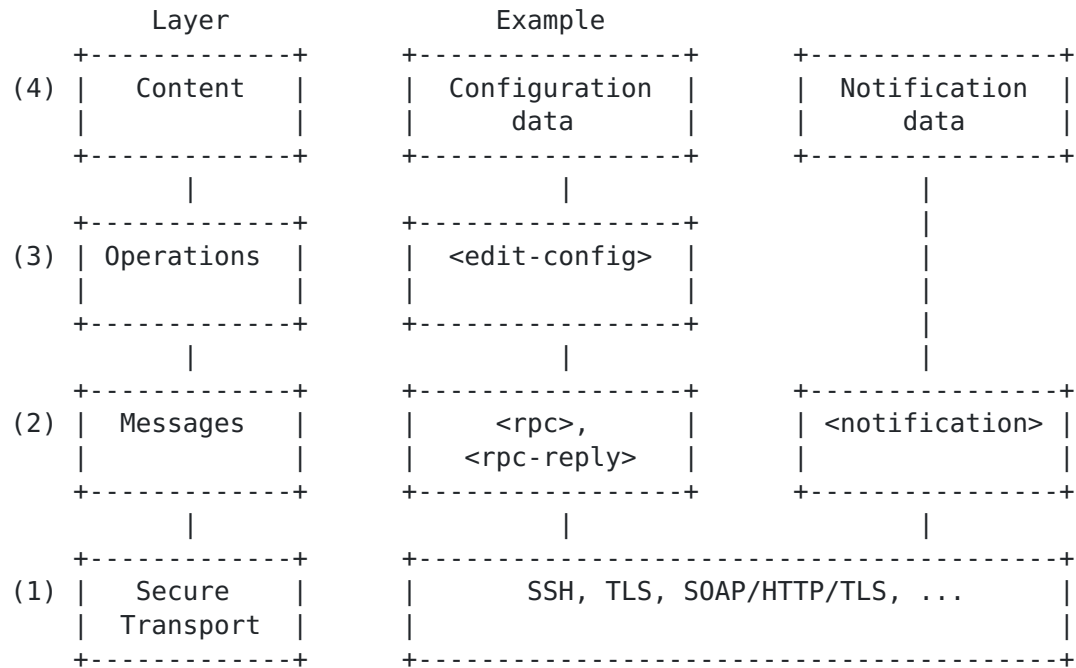 Layer Example
(4) Content Configuration Notification
data data
(3) Operations <edit-config>
(2) Messages <rpc>, <notification>
<rpc-reply>
(1) Secure SSH, TLS, SOAP/HTTP/TLS, ...
Transport